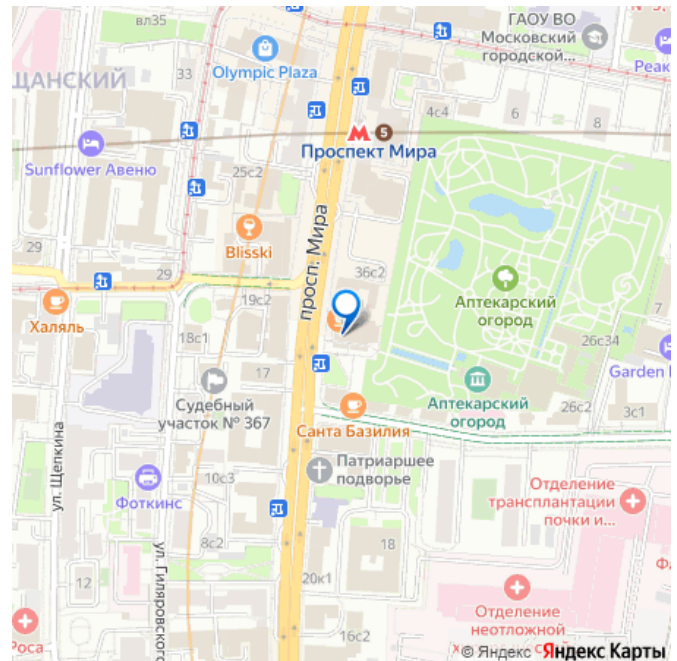 вл35
ГАОУ ВО
Московский
городской...
№ 5,
Реак
33
Olympic Plaza
ЩАНСКИЙ
4с4
6
8
5
Проспект Мира
Sunflower Авеню
25с2
просп. Мира
Blisski
29
29
36с2
Аптекарский
огород
Халяль
19с2
18с1
26с34
17
Garden
Судебный
участок № 367
Аптекарский
огород
26с2
3с1
Санта Базилия
ул. Щепкина
Патриаршее
подворье
10с3
Отделение
трансплантации
почки и...
Фоткинс
8с2
18
ул. Гиляровского
12
20к1
Роса
Отделение
неотложной
16с2
© Яндекс Яндекс Карты